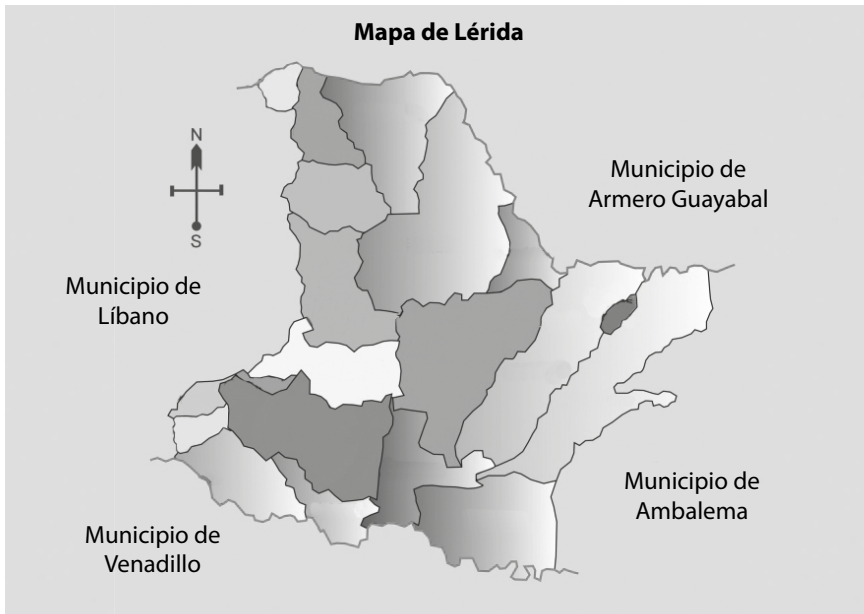 Mapa de Lérida
N
S
Municipio de
Armero Guayabal
Municipio de
Líbano
Municipio de
Ambalema
Municipio de
Venadillo